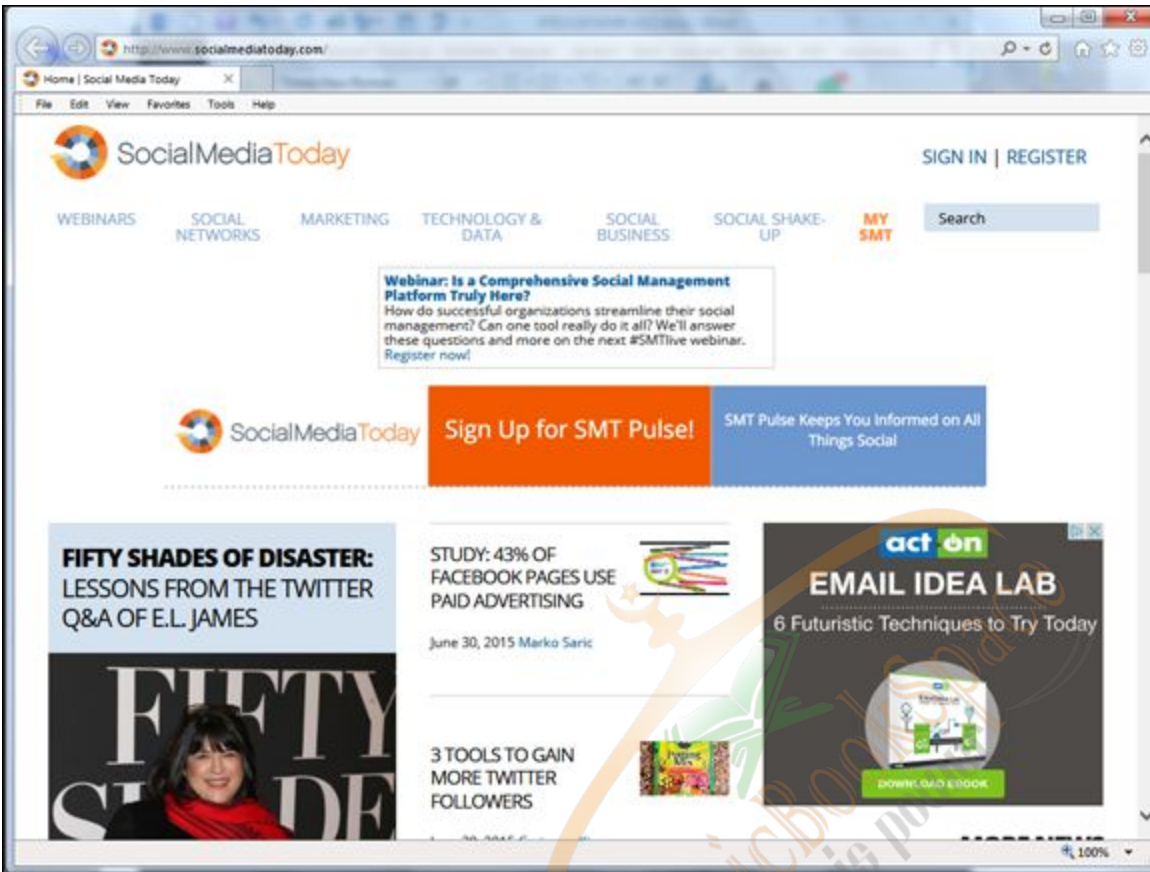 http://www.socialmediatoday.com/
Home | Social Media Today
File Edit View Favorites Tools Help
SocialMediaToday
SIGN IN | REGISTER
WEBINARS
SOCIAL
NETWORKS
MARKETING
TECHNOLOGY &
DATA
SOCIAL
BUSINESS
SOCIAL SHAKE-
UP
MY
SMT
Search
Webinar: Is a Comprehensive Social Management
Platform Truly Here?
How do successful organizations streamline their social
management? Can one tool really do it all? We'll answer
these questions and more on the next #SMTlive webinar.
Register now!
SocialMediaToday
Sign Up for SMT Pulse!
SMT Pulse Keeps You Informed on All
Things Social
FIFTY SHADES OF DISASTER:
LESSONS FROM THE TWITTER
Q&A OF E.L. JAMES
FIFTY
STUDY: 43% OF
FACEBOOK PAGES USE
PAID ADVERTISING
June 30, 2015 Marko Saric
3 TOOLS TO GAIN
MORE TWITTER
FOLLOWERS
act-on
EMAIL IDEA LAB
6 Futuristic Techniques to Try Today
DOWNLOAD EBOOK
100%